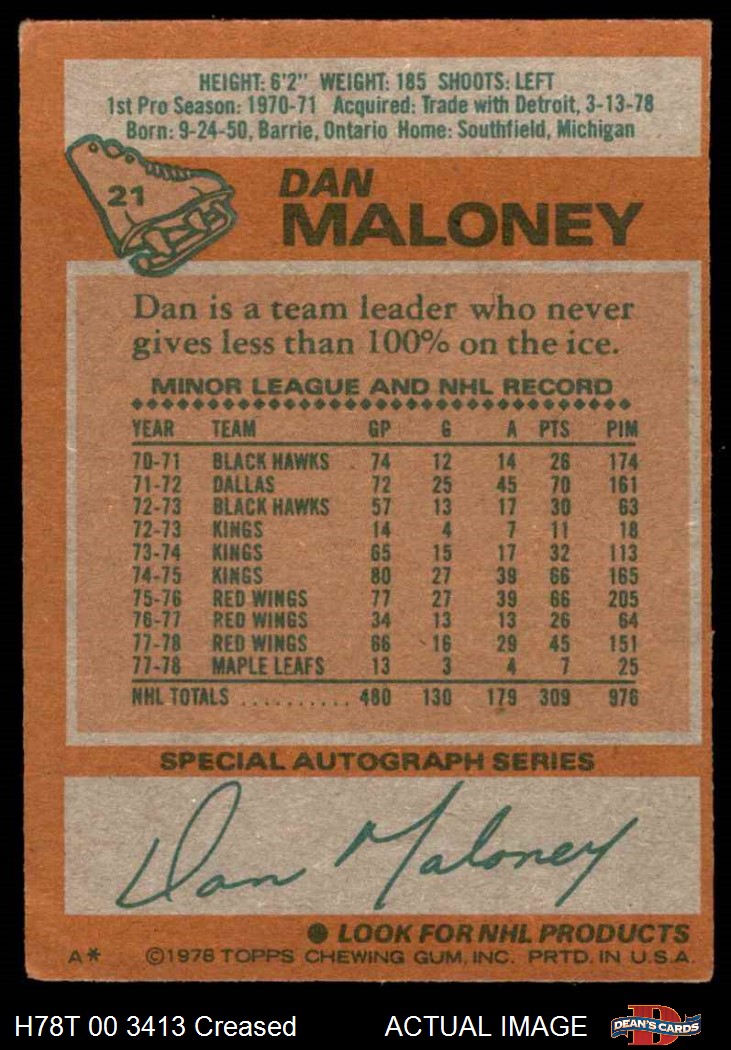 HEIGHT: 6'2" WEIGHT: 185 SHOOTS: LEFT
1st Pro Season: 1970-71 Acquired: Trade with Detroit, 3-13-78
Born: 9-24-50, Barrie, Ontario Home: Southfield, Michigan
21
DAN
MALONEY
Dan is a team leader who never
gives less than 100% on the ice.
MINOR LEAGUE AND NHL RECORD
YEAR TEAM GP G A PTS PIM
70-71 BLACK HAWKS 74 12 14 26 174
71-72 DALLAS 72 25 45 70 161
72-73 BLACK HAWKS 57 13 17 30 63
72-73 KINGS 14 4 7 11 18
73-74 KINGS 65 15 17 32 113
74-75 KINGS 80 27 39 66 165
75-76 RED WINGS 77 27 39 66 205
76-77 RED WINGS 34 13 13 26 64
77-78 RED WINGS 66 16 29 45 151
77-78 MAPLE LEAFS 13 3 4 7 25
NHL TOTALS .......... 480 130 179 309 976
SPECIAL AUTOGRAPH SERIES
Dan Maloney
● LOOK FOR NHL PRODUCTS
A* ©1978 TOPPS CHEWING GUM, INC. PRTD. IN U.S.A.
H78T 00 3413 Creased ACTUAL IMAGE DEAN'S CARDS